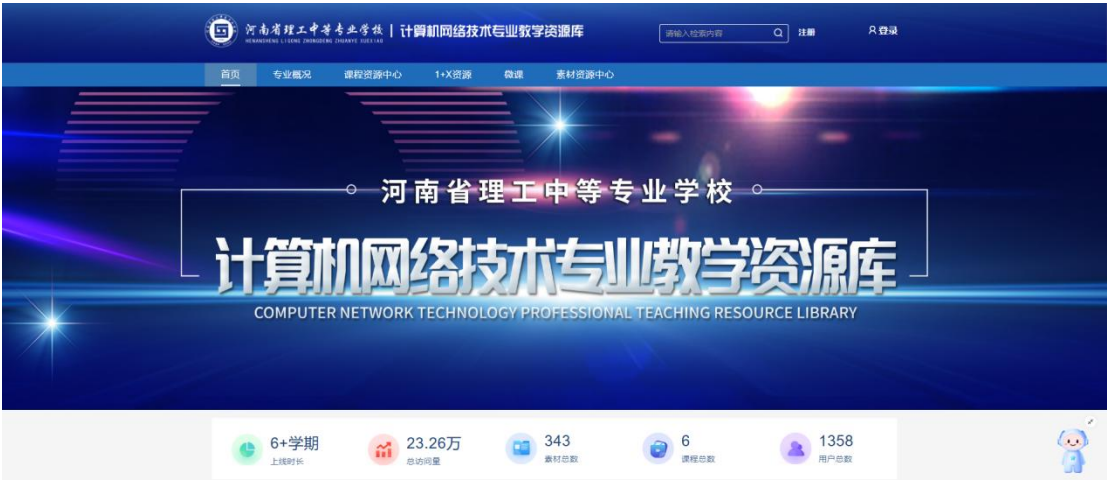 河南省理工中等专业学校 | 计算机网络技术专业教学资源库
HENANSHENG LIGONG ZHONGDENG ZHUANYE XUEXIAO
请输入检索内容
注册
登录
首页 专业概况 课程资源中心 1+X资源 微课 素材资源中心
河南省理工中等专业学校
计算机网络技术专业教学资源库
COMPUTER NETWORK TECHNOLOGY PROFESSIONAL TEACHING RESOURCE LIBRARY
6+学期 23.26万 343 6 1358
上线时长 总访问量 素材总数 课程总数 用户总数